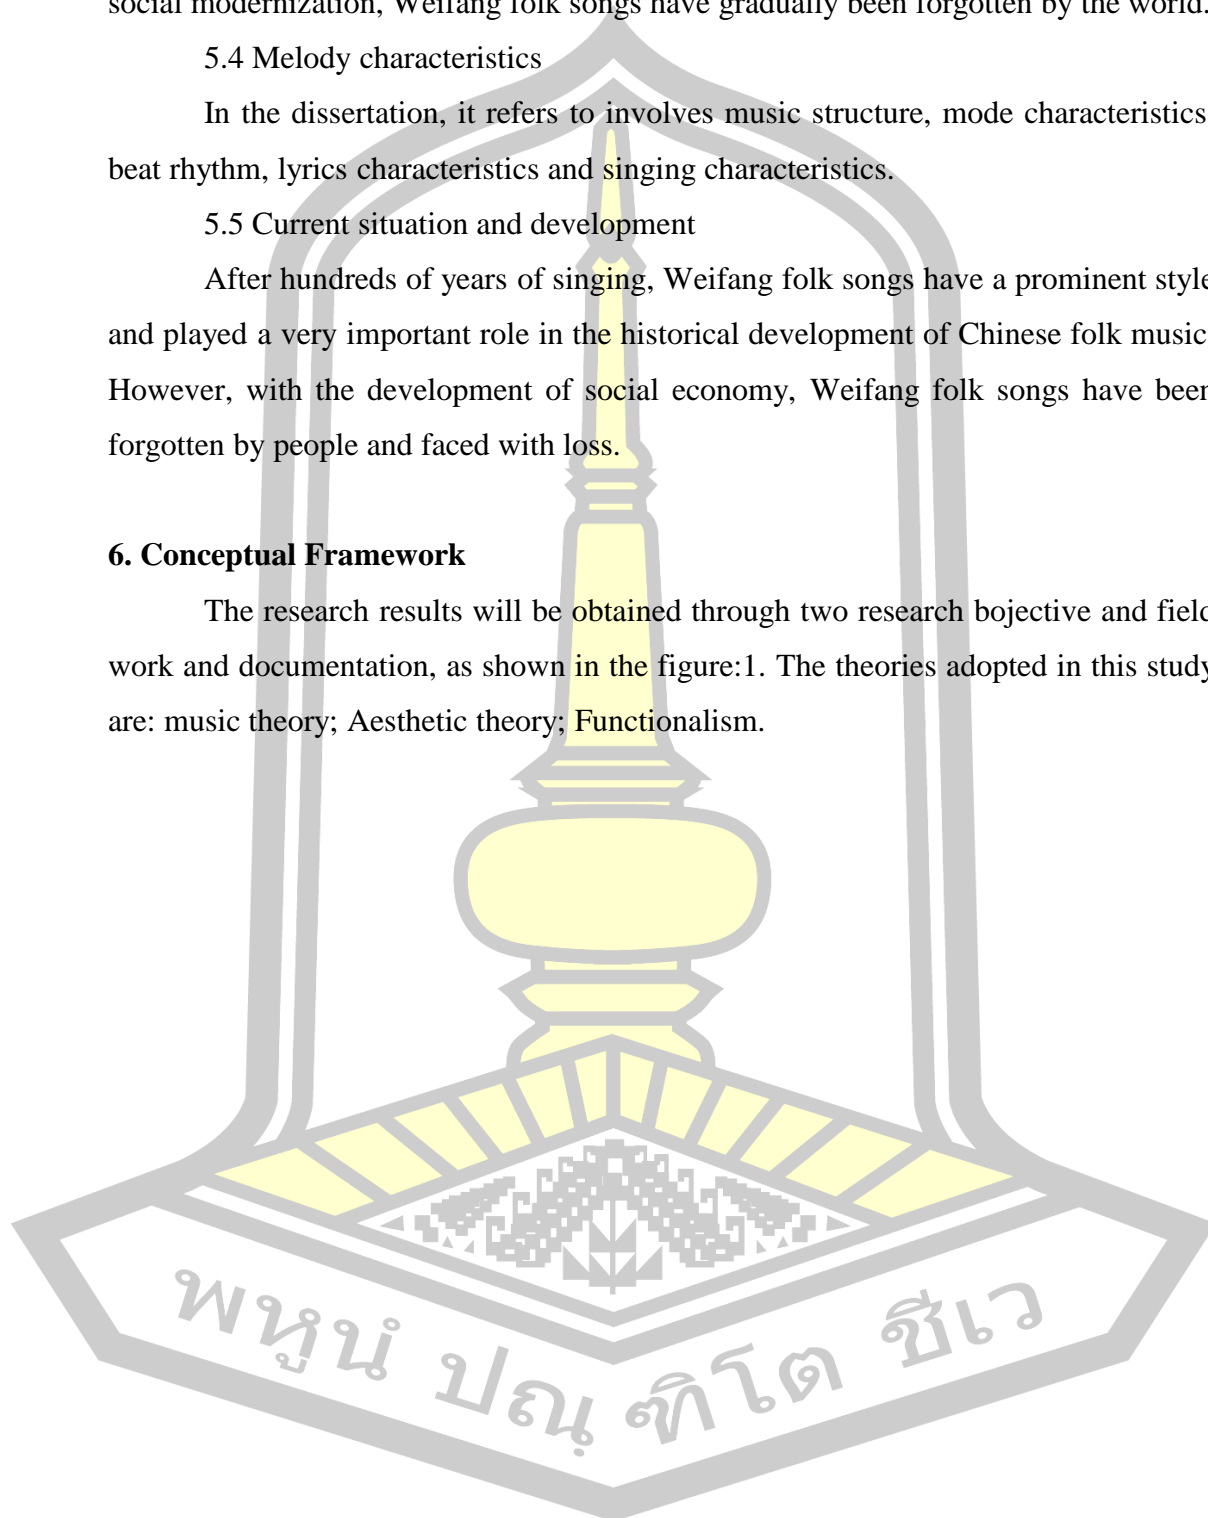 social modernization, Weifang folk songs have gradually been forgotten by the world.
5.4 Melody characteristics
In the dissertation, it refers to involves music structure, mode characteristics
beat rhythm, lyrics characteristics and singing characteristics.
5.5 Current situation and development
After hundreds of years of singing, Weifang folk songs have a prominent style
and played a very important role in the historical development of Chinese folk music
However, with the development of social economy, Weifang folk songs have been
forgotten by people and faced with loss.
6. Conceptual Framework
The research results will be obtained through two research bojective and field
work and documentation, as shown in the figure:1. The theories adopted in this study
are: music theory; Aesthetic theory; Functionalism.
พหูนํ ปณฺฑิโต ชีเว